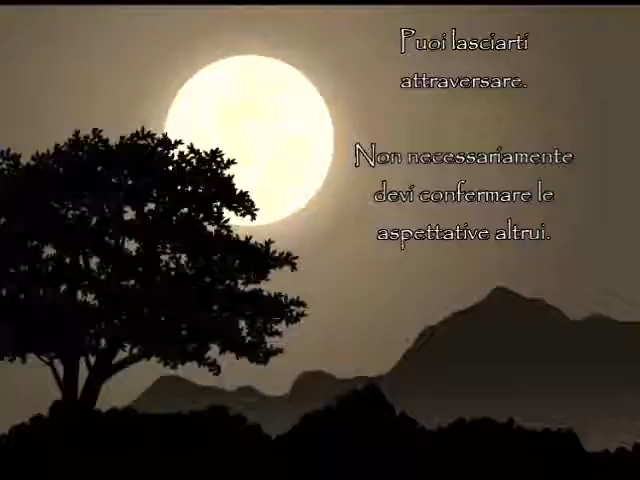 Puoi lasciarti
attraversare.
Non necessariamente
devi confermare le
aspettative altrui.